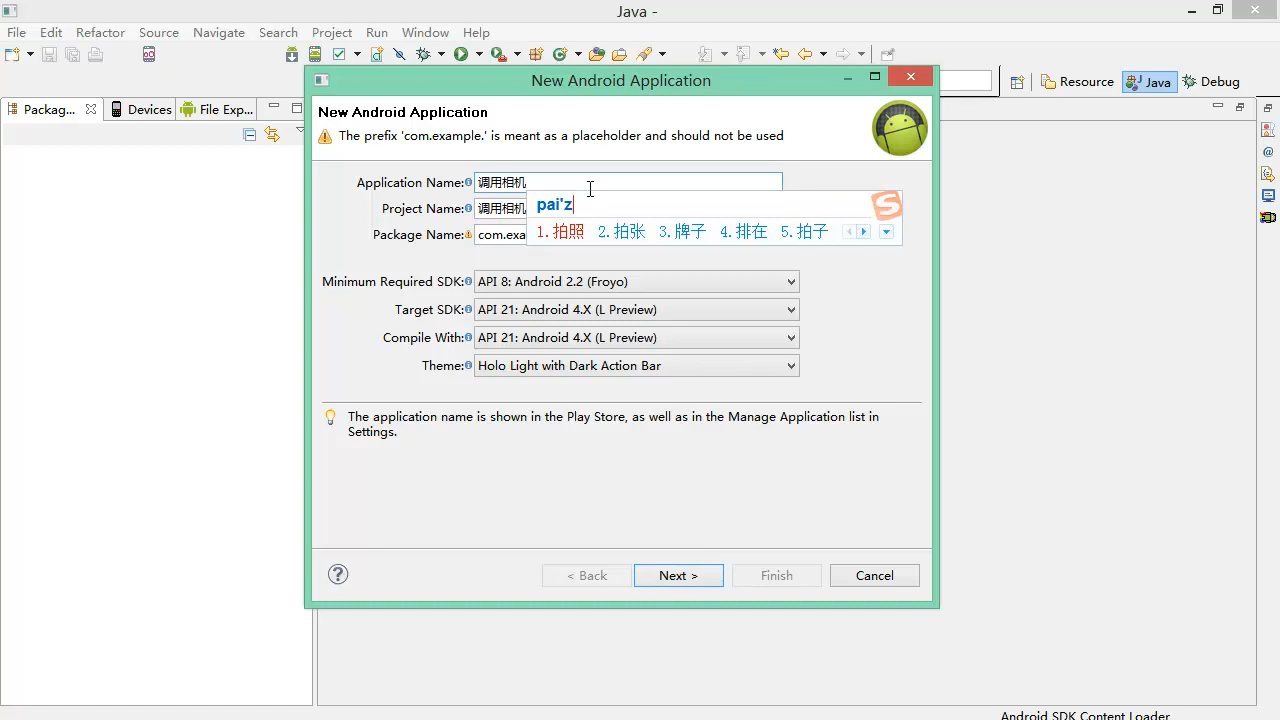 Java -
File Edit Refactor Source Navigate Search Project Run Window Help
Resource Java Debug
Packag... Devices File Exp...
New Android Application
New Android Application
The prefix 'com.example.' is meant as a placeholder and should not be used
Application Name: 调用相机
pai'z
Project Name: 调用相机
1.拍照 2.拍张 3.牌子 4.排在 5.拍子
Package Name: com.exa
Minimum Required SDK: API 8: Android 2.2 (Froyo)
Target SDK: API 21: Android 4.X (L Preview)
Compile With: API 21: Android 4.X (L Preview)
Theme: Holo Light with Dark Action Bar
The application name is shown in the Play Store, as well as in the Manage Application list in
Settings.
< Back Next > Finish Cancel
Android SDK Content Loader